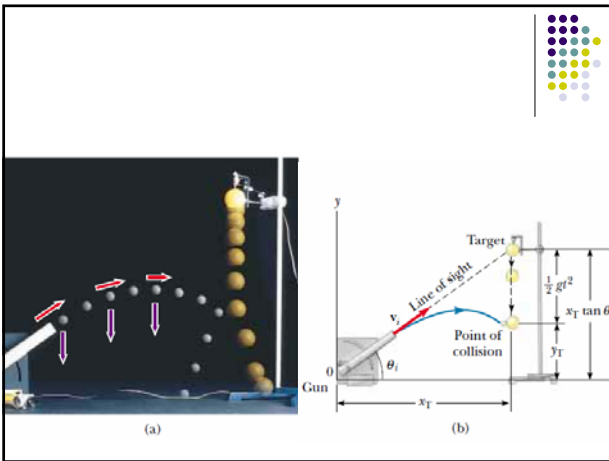 y
Target
Line of sight
½ gt²
v_i
x_T tan θ
Point of
collision
y_T
0
θ_i
Gun
x_T
(a)
(b)